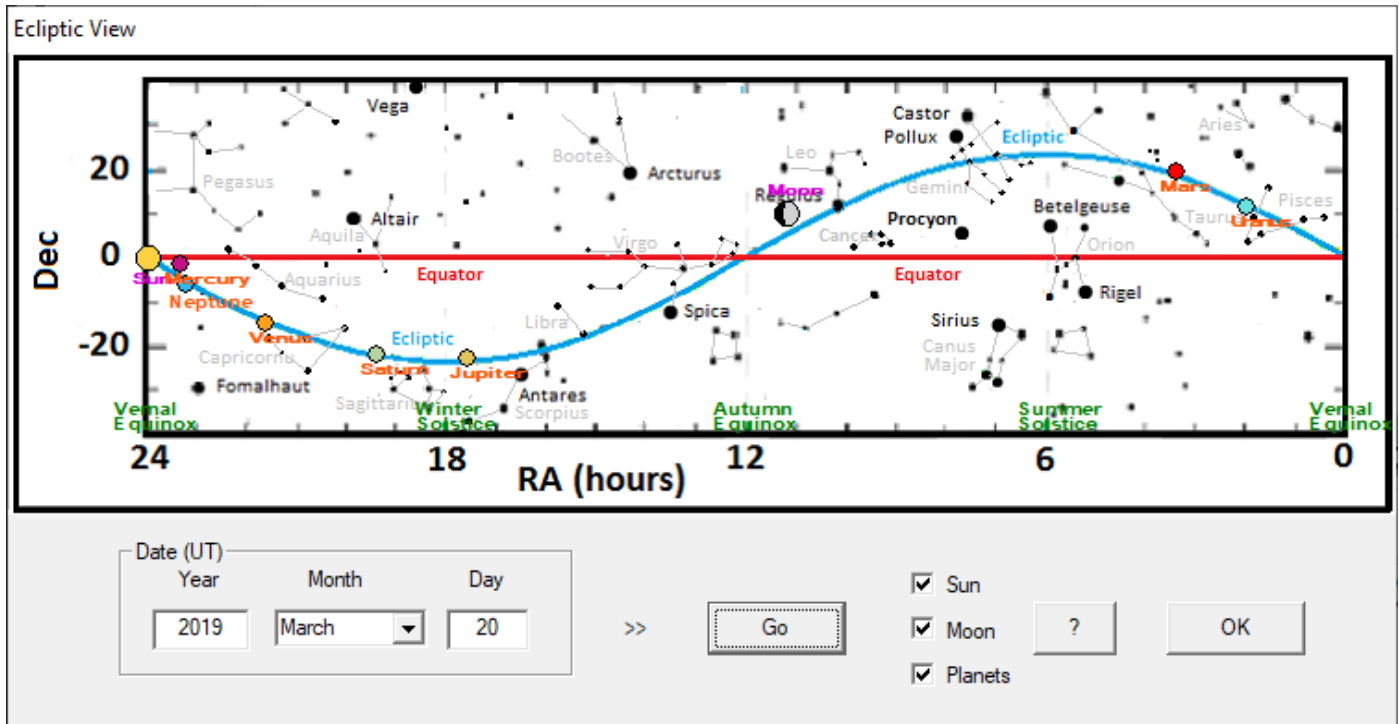 Ecliptic View
Vega
Castor
Pollux
Ecliptic
Aries
Bootes
Arcturus
Leo
Gemini
Pegasus
Moon
Regulus
Mars
Pisces
Altair
Procyon
Betelgeuse
Taurus
Uranus
Aquila
Virgo
Cancer
Orion
Dec
20
0
-20
Sun
Mercury
Neptune
Aquarius
Equator
Equator
Rigel
Venus
Libra
Spica
Sirius
Ecliptic
Capricornu
Saturn
Jupiter
Canus
Major
Fomalhaut
Sagittarius
Antares
Scorpius
Vernal
Equinox
Winter
Solstice
Autumn
Equinox
Summer
Solstice
Vernal
Equinox
24
18
12
6
0
RA (hours)
Date (UT)
Year
Month
Day
2019
March
20
>>
Go
Sun
Moon
Planets
?
OK